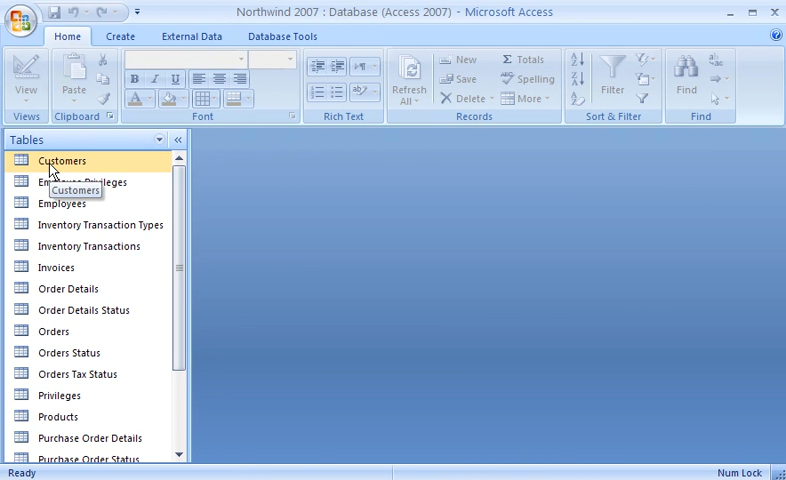 Northwind 2007 : Database (Access 2007) - Microsoft Access
Home Create External Data Database Tools
View Paste B I U A Refresh All New Save Delete Σ Totals Spelling More Filter Find
Views Clipboard Font Rich Text Records Sort & Filter Find
Tables
Customers
Employee Privileges
Customers
Employees
Inventory Transaction Types
Inventory Transactions
Invoices
Order Details
Order Details Status
Orders
Orders Status
Orders Tax Status
Privileges
Products
Purchase Order Details
Purchase Order Status
Ready Num Lock